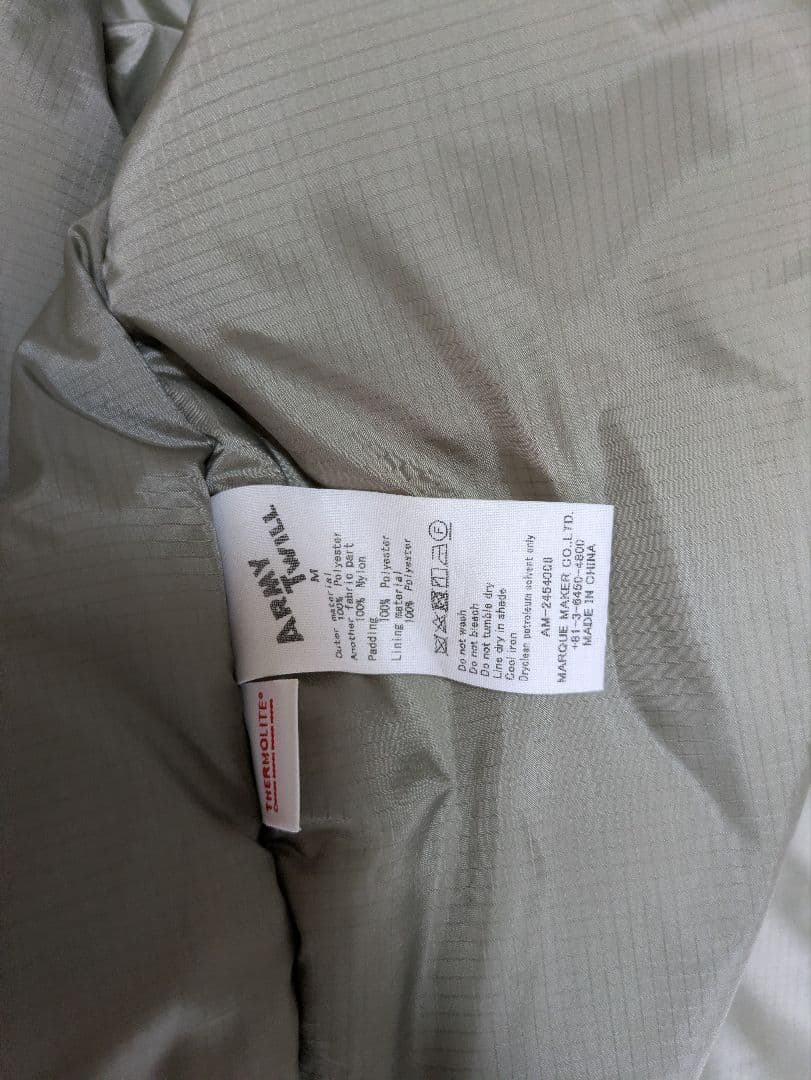 ARMY
TWILL
M
Outer material
100% Polyester
Another fabric part
100% Nylon
Padding
100% Polyester
Lining material
100% Polyester
Do not wash
Do not bleach
Do not tumble dry
Line dry in shade
Cool iron
Dryclean petroleum solvent only
AM-2454008
MARQUE MAKER CO.,LTD.
+81-3-6450-4800
MADE IN CHINA
THERMOLITE®